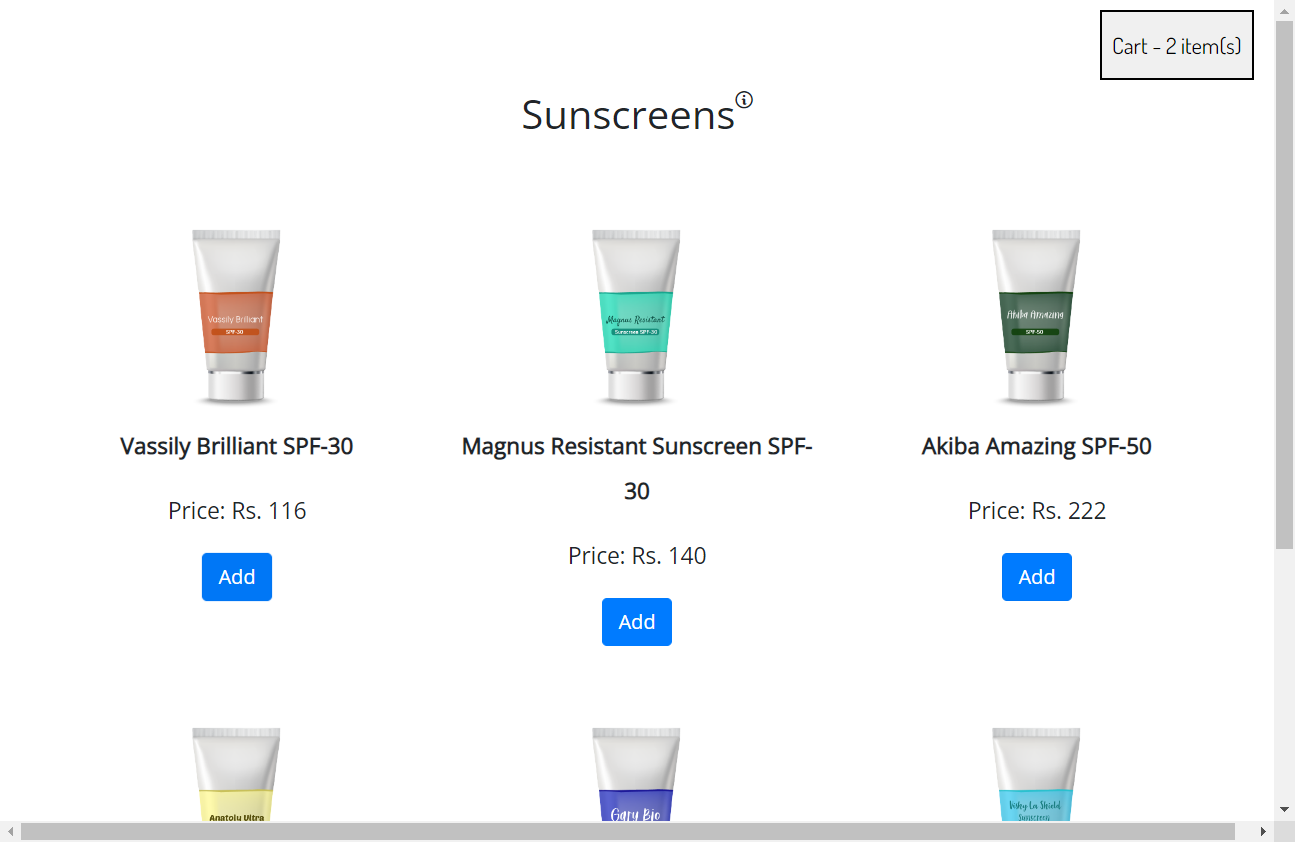 Cart - 2 item(s)
Sunscreens
Vassily Brilliant
SPF-30
Magnus Resistant
Sunscreen SPF-30
Akiba Amazing
SPF-50
Vassily Brilliant SPF-30
Price: Rs. 116
Add
Magnus Resistant Sunscreen SPF-
30
Price: Rs. 140
Add
Akiba Amazing SPF-50
Price: Rs. 222
Add
Anatoly Ultra
Gary Bio
Vishy La Shield
Sunscreen